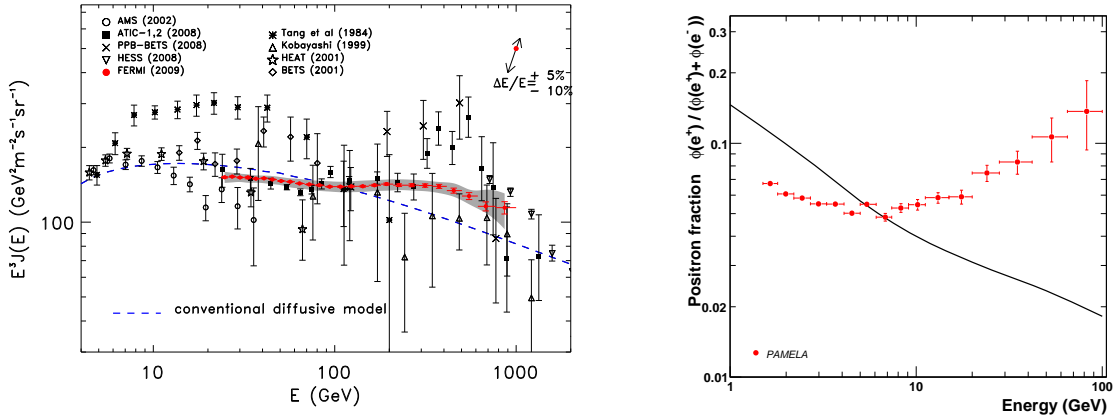 AMS (2002)
ATIC-1,2 (2008)
PPB-BETS (2008)
HESS (2008)
FERMI (2009)
Tang et al (1984)
Kobayashi (1999)
HEAT (2001)
BETS (2001)
ΔE/E= + 5%
- 10%
E³J(E) (GeV²m⁻²s⁻¹sr⁻¹)
100
conventional diffusive model
10
100
1000
E (GeV)
Positron fraction φ(e⁺) / (φ(e⁺)+ φ(e⁻))
0.3
0.2
0.1
0.02
0.01
PAMELA
1
10
100
Energy (GeV)